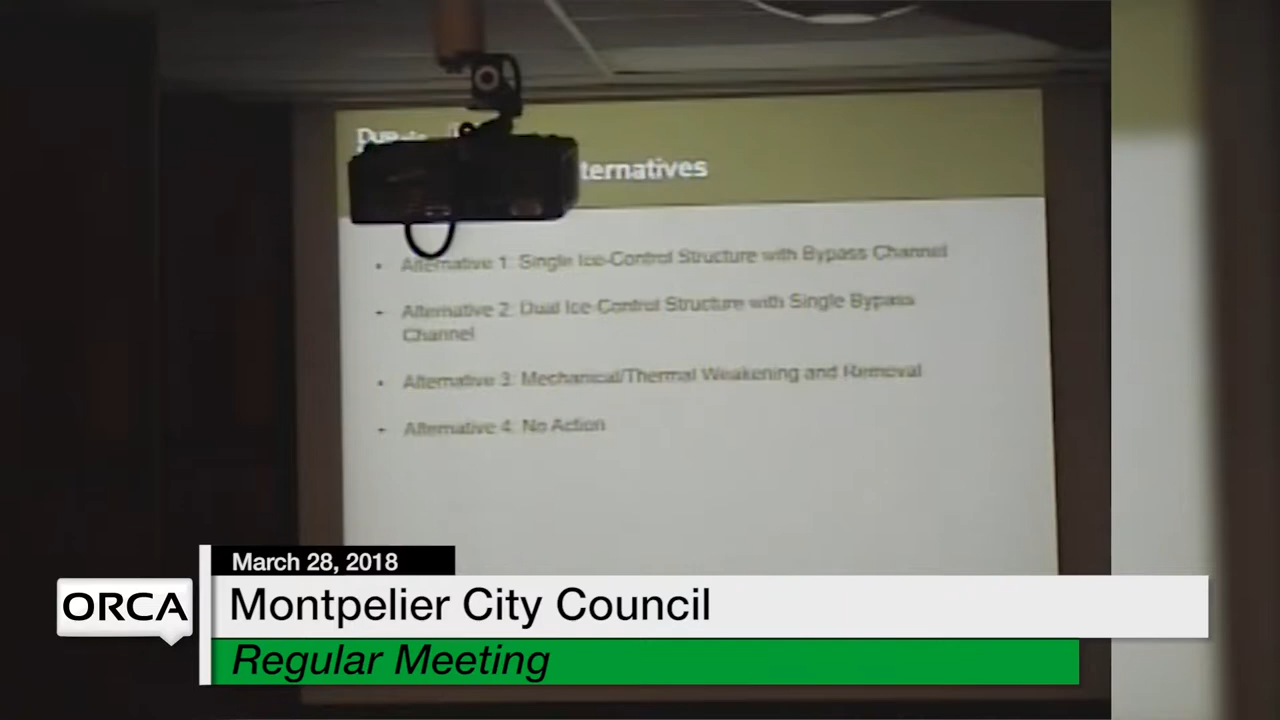 ternatives
• Alternative 1: Single Ice-Control Structure with Bypass Channel
• Alternative 2: Dual Ice-Control Structure with Single Bypass
Channel
• Alternative 3: Mechanical/Thermal Weakening and Removal
• Alternative 4: No Action
March 28, 2018
ORCA
Montpelier City Council
Regular Meeting